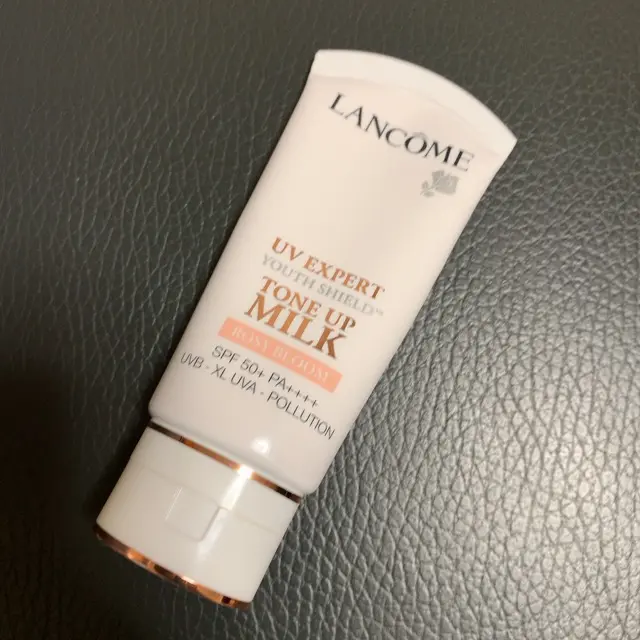 LANCÔME
UV EXPERT
YOUTH SHIELD™
TONE UP
MILK
ROSY BLOOM
SPF 50+ PA++++
UVB - XL UVA - POLLUTION